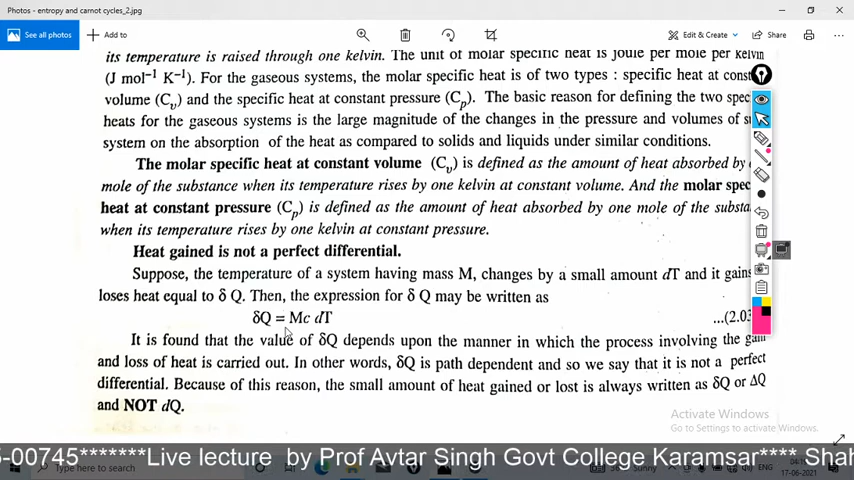 Photos - entropy and carnot cycles_2.jpg
See all photos + Add to Edit & Create Share
its temperature is raised through one kelvin. The unit of molar specific heat is joule per mole per kelvin
(J mol⁻¹ K⁻¹). For the gaseous systems, the molar specific heat is of two types : specific heat at const
volume (Cᵥ) and the specific heat at constant pressure (Cₚ). The basic reason for defining the two spec
heats for the gaseous systems is the large magnitude of the changes in the pressure and volumes of su
system on the absorption of the heat as compared to solids and liquids under similar conditions.
The molar specific heat at constant volume (Cᵥ) is defined as the amount of heat absorbed by
mole of the substance when its temperature rises by one kelvin at constant volume. And the molar spec
heat at constant pressure (Cₚ) is defined as the amount of heat absorbed by one mole of the substa
when its temperature rises by one kelvin at constant pressure.
Heat gained is not a perfect differential.
Suppose, the temperature of a system having mass M, changes by a small amount dT and it gains
loses heat equal to δ Q. Then, the expression for δ Q may be written as
δQ = Mc dT ...(2.03
It is found that the value of δQ depends upon the manner in which the process involving the gain
and loss of heat is carried out. In other words, δQ is path dependent and so we say that it is not a perfect
differential. Because of this reason, the small amount of heat gained or lost is always written as δQ or ΔQ
and NOT dQ.
Activate Windows
Go to Settings to activate Windows.
5-00745*******Live lecture by Prof Avtar Singh Govt College Karamsar**** Shah
Type here to search
Sunny
ENG
17-06-2021